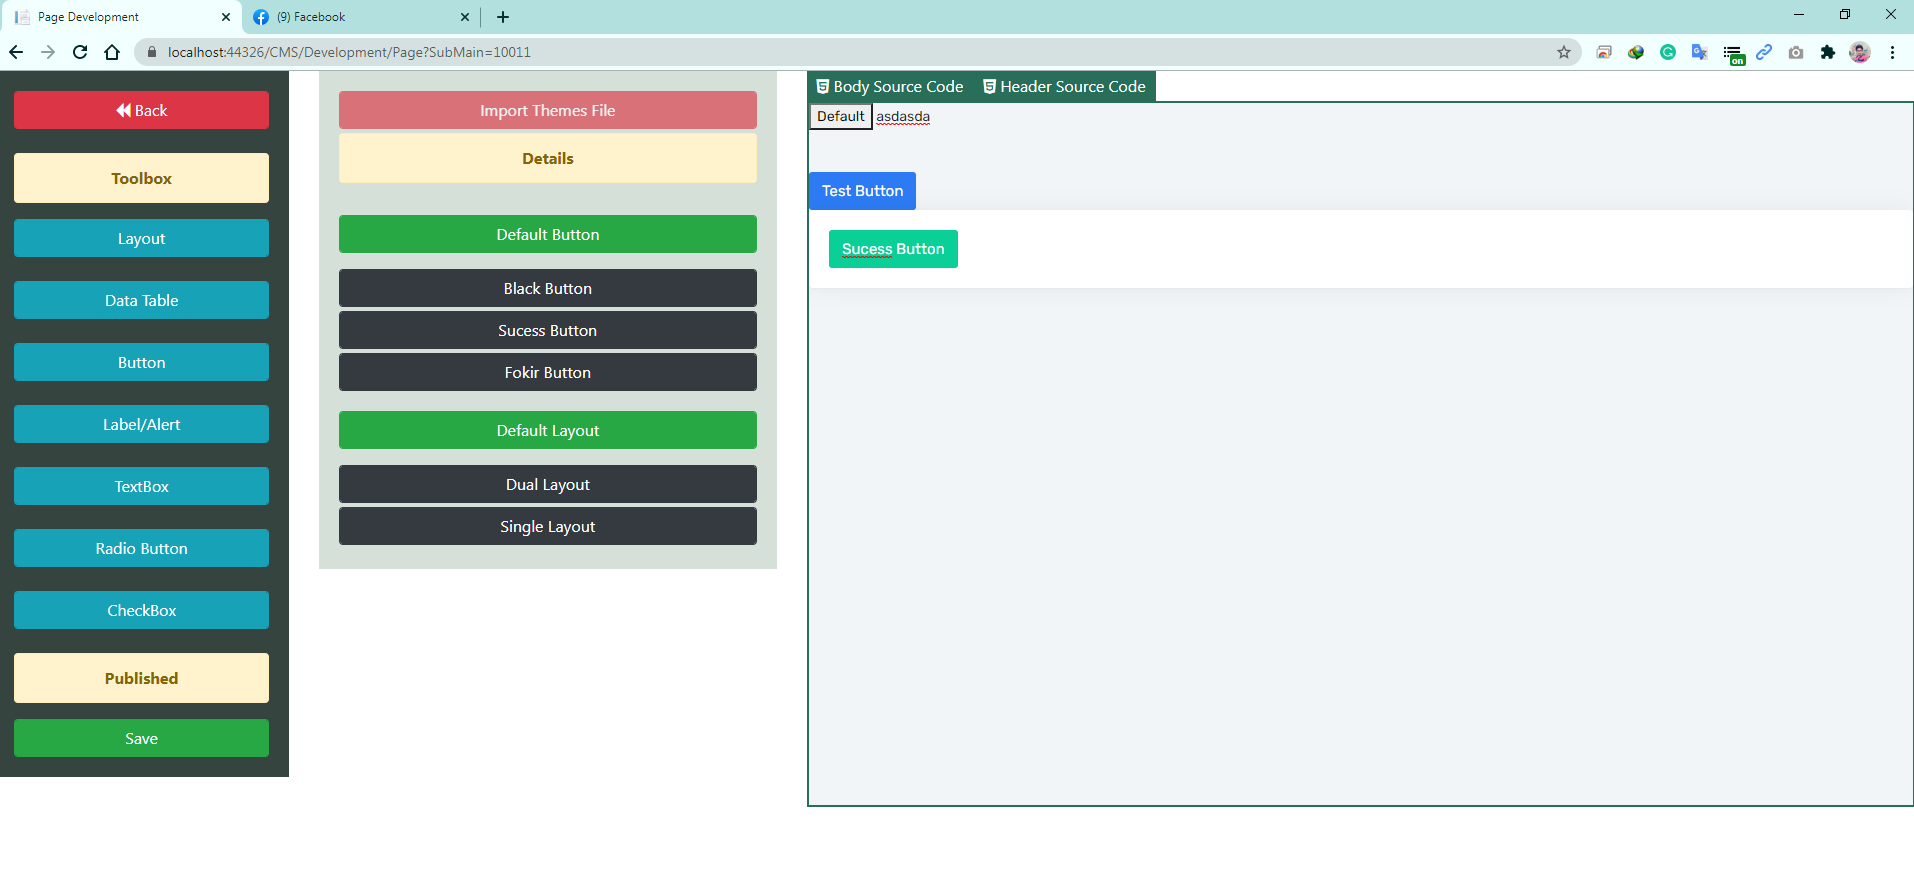 Page Development
(9) Facebook
localhost:44326/CMS/Development/Page?SubMain=10011
on
Back
Toolbox
Layout
Data Table
Button
Label/Alert
TextBox
Radio Button
CheckBox
Published
Save
Import Themes File
Details
Default Button
Black Button
Sucess Button
Fokir Button
Default Layout
Dual Layout
Single Layout
Body Source Code Header Source Code
Default asdasda
Test Button
Sucess Button